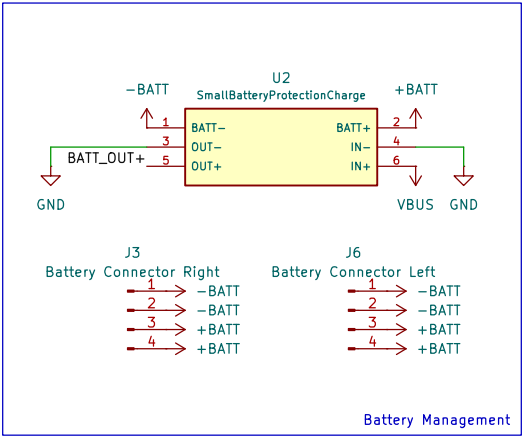 U2
SmallBatteryProtectionCharge
-BATT
+BATT
1 BATT- BATT+ 2
3 OUT- IN- 4
BATT_OUT+ 5 OUT+ IN+ 6
GND VBUS GND
J3
Battery Connector Right
1 -BATT
2 -BATT
3 +BATT
4 +BATT
J6
Battery Connector Left
1 -BATT
2 -BATT
3 +BATT
4 +BATT
Battery Management